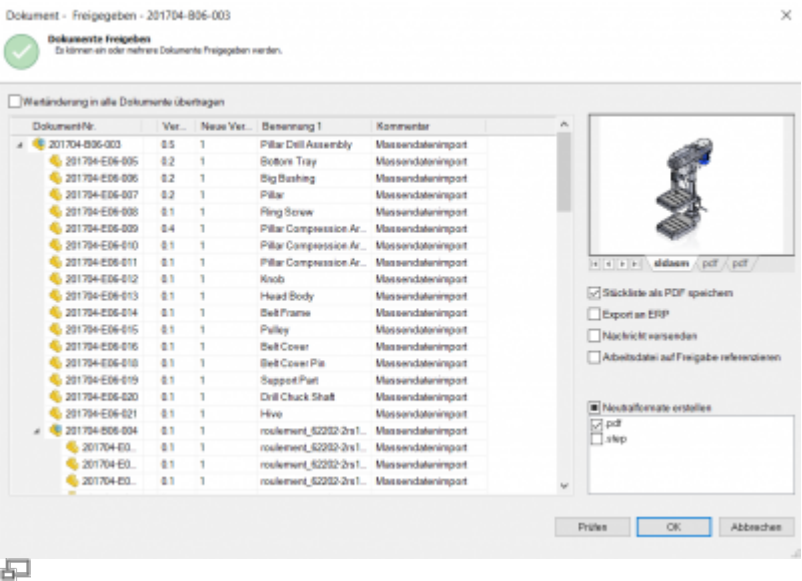 Dokument - Freigegeben - 201704-B06-003
Dokumente Freigeben
Es können ein oder mehrere Dokumente Freigegeben werden.
Wertänderung in alle Dokumente übertragen
Dokument-Nr. Ver... Neue Ver... Benennung 1 Kommentar
201704-B06-003 0.5 1 Pillar Drill Assembly Massendatenimport
201704-E06-005 0.2 1 Bottom Tray Massendatenimport
201704-E06-006 0.2 1 Big Bushing Massendatenimport
201704-E06-007 0.2 1 Pillar Massendatenimport
201704-E06-008 0.1 1 Ring Screw Massendatenimport
201704-E06-009 0.4 1 Pillar Compression Ar... Massendatenimport
201704-E06-010 0.1 1 Pillar Compression Ar... Massendatenimport
201704-E06-011 0.1 1 Pillar Compression Ar... Massendatenimport
201704-E06-012 0.1 1 Knob Massendatenimport
201704-E06-013 0.1 1 Head Body Massendatenimport
201704-E06-014 0.1 1 Belt Frame Massendatenimport
201704-E06-015 0.1 1 Pulley Massendatenimport
201704-E06-016 0.1 1 Belt Cover Massendatenimport
201704-E06-018 0.1 1 Belt Cover Pin Massendatenimport
201704-E06-019 0.1 1 Support Part Massendatenimport
201704-E06-020 0.1 1 Drill Chuck Shaft Massendatenimport
201704-E06-021 0.1 1 Hive Massendatenimport
201704-B06-004 0.1 1 roulement_62202-2rs1... Massendatenimport
201704-E0... 0.1 1 roulement_62202-2rs1... Massendatenimport
201704-E0... 0.1 1 roulement_62202-2rs1... Massendatenimport
201704-E0... 0.1 1 roulement_62202-2rs1... Massendatenimport
sldasm pdf pdf
Stückliste als PDF speichern
Export an ERP
Nachricht versenden
Arbeitsdatei auf Freigabe referenzieren
Neutralformate erstellen
.pdf
.step
Prüfen OK Abbrechen